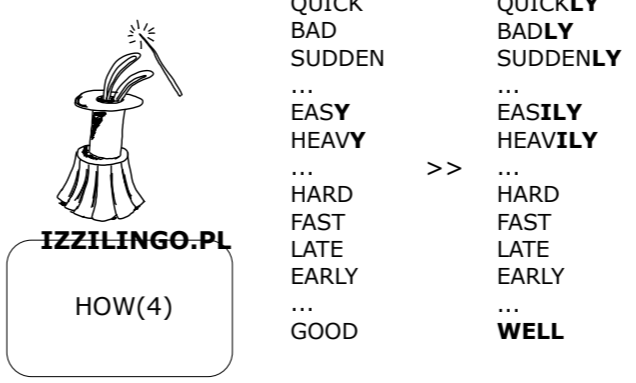 QUICK QUICKLY
BAD BADLY
SUDDEN SUDDENLY
... ...
EASY EASILY
HEAVY HEAVILY
... >> ...
HARD HARD
FAST FAST
LATE LATE
EARLY EARLY
... ...
GOOD WELL
IZZILINGO.PL
HOW(4)